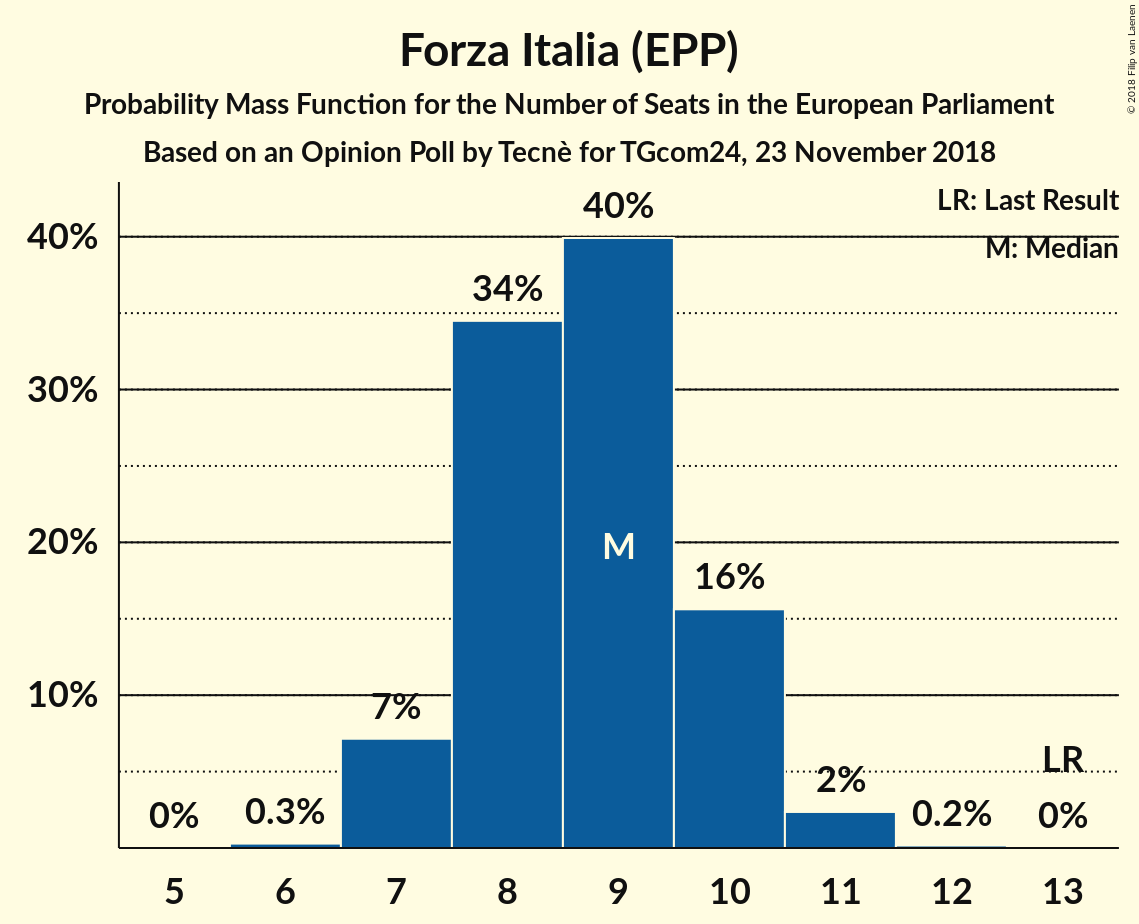 Forza Italia (EPP)
Probability Mass Function for the Number of Seats in the European Parliament
Based on an Opinion Poll by Tecnè for TGcom24, 23 November 2018
© 2018 Filip van Laenen
LR: Last Result
M: Median
40%
30%
20%
10%
0%
0.3%
7%
34%
40%
M
16%
2%
0.2%
LR
0%
5 6 7 8 9 10 11 12 13